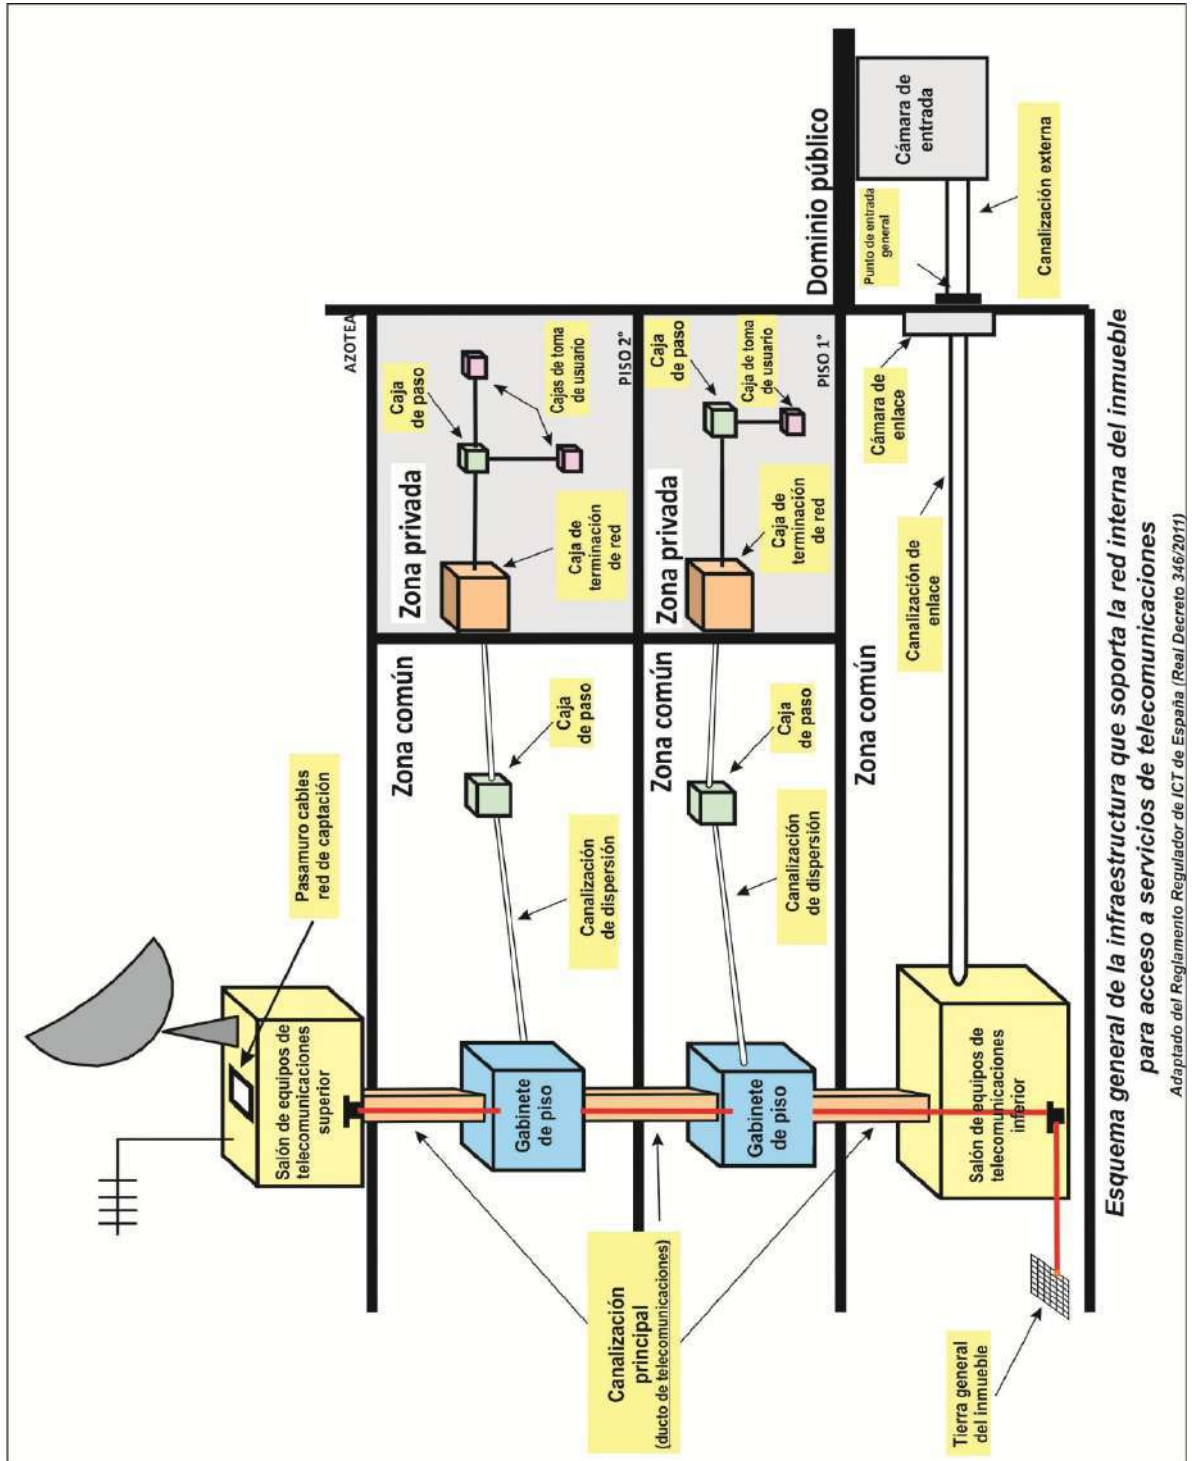 Pasamuro cables
red de captación
Salón de equipos de
telecomunicaciones
superior
AZOTEA
Zona común
Zona privada
Caja
de paso
Cajas de toma
de usuario
Caja de
terminación
de red
PISO 2°
Caja
de paso
Canalización
de dispersión
Gabinete
de piso
Zona común
Zona privada
Caja
de paso
Caja de toma
de usuario
Caja de
terminación
de red
PISO 1°
Caja
de paso
Canalización
de dispersión
Gabinete
de piso
Canalización
principal
(ducto de telecomunicaciones)
Dominio público
Zona común
Cámara de
enlace
Punto de entrada
general
Cámara de
entrada
Canalización de
enlace
Canalización externa
Salón de equipos de
telecomunicaciones
inferior
Tierra general
del inmueble
Esquema general de la infraestructura que soporta la red interna del inmueble
para acceso a servicios de telecomunicaciones
Adaptado del Reglamento Regulador de ICT de España (Real Decreto 346/2011)